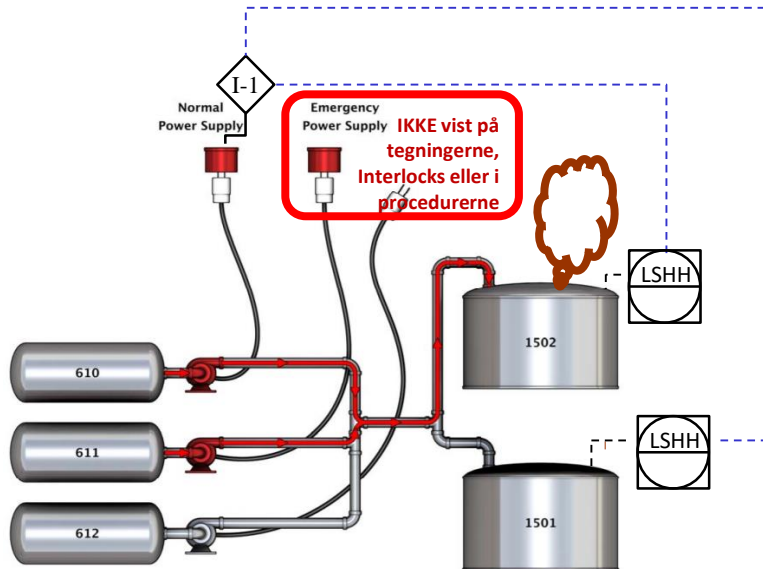 I-1
Normal
Power Supply
Emergency
Power Supply
IKKE vist på
tegningerne,
Interlocks eller i
procedurerne
LSHH
1502
610
611
LSHH
612
1501